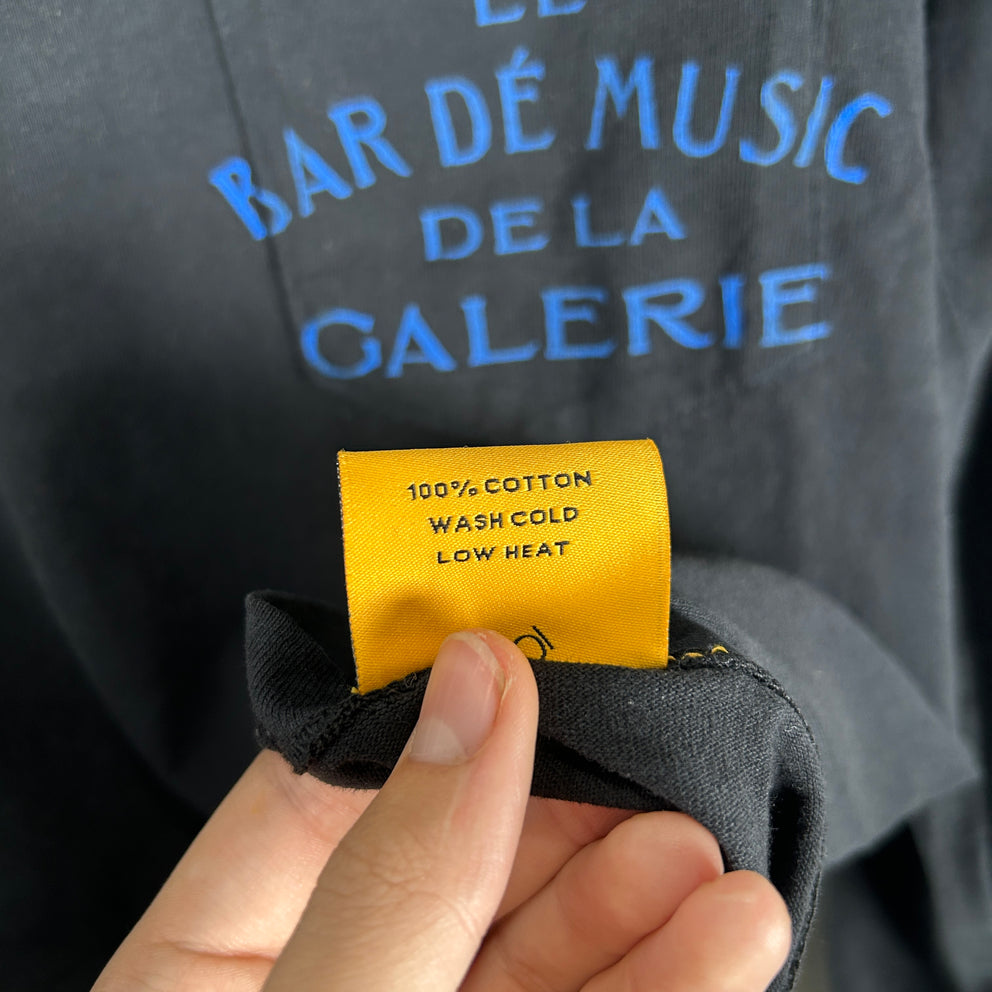 BAR DÉ MUSIC
DE LA
GALERIE
100% COTTON
WASH COLD
LOW HEAT